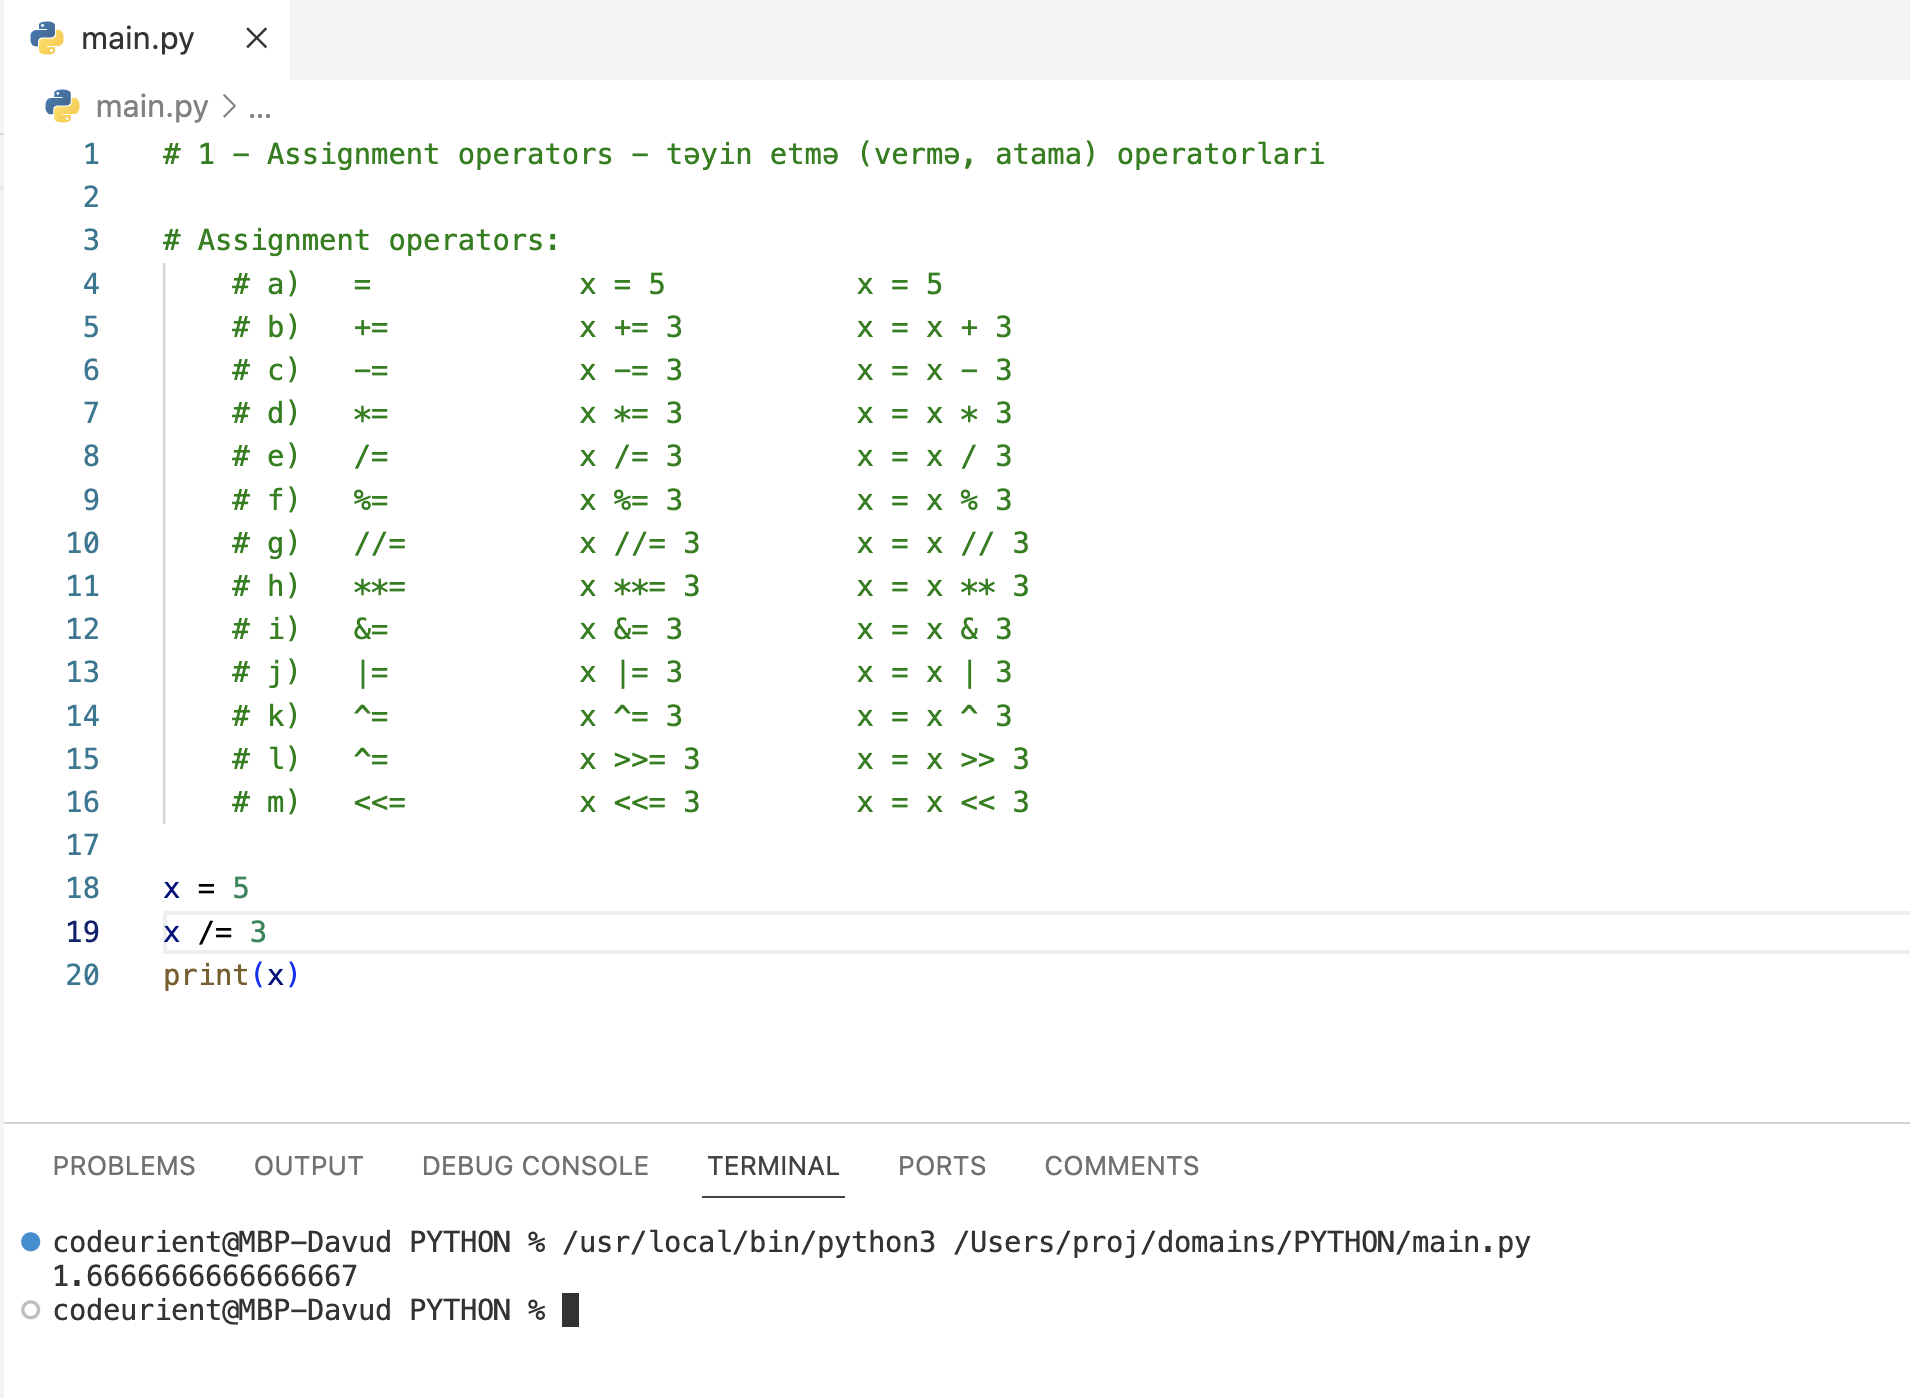 main.py
main.py > ...
1 # 1 - Assignment operators - təyin etmə (vermə, atama) operatorlari
2
3 # Assignment operators:
4 # a) = x = 5 x = 5
5 # b) += x += 3 x = x + 3
6 # c) -= x -= 3 x = x - 3
7 # d) *= x *= 3 x = x * 3
8 # e) /= x /= 3 x = x / 3
9 # f) %= x %= 3 x = x % 3
10 # g) //= x //= 3 x = x // 3
11 # h) **= x **= 3 x = x ** 3
12 # i) &= x &= 3 x = x & 3
13 # j) |= x |= 3 x = x | 3
14 # k) ^= x ^= 3 x = x ^ 3
15 # l) ^= x >>= 3 x = x >> 3
16 # m) <<= x <<= 3 x = x << 3
17
18 x = 5
19 x /= 3
20 print(x)
PROBLEMS OUTPUT DEBUG CONSOLE TERMINAL PORTS COMMENTS
codeurient@MBP-Davud PYTHON % /usr/local/bin/python3 /Users/proj/domains/PYTHON/main.py
1.6666666666666667
codeurient@MBP-Davud PYTHON %